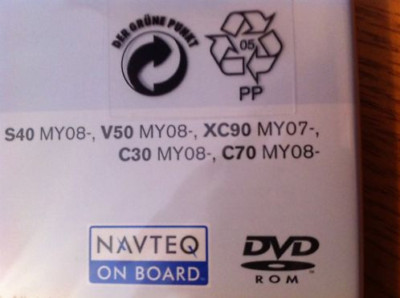 DER GRÜNE PUNKT
05
PP
S40 MY08-, V50 MY08-, XC90 MY07-,
C30 MY08-, C70 MY08-
NAVTEQ
ON BOARD™
DVD
ROM